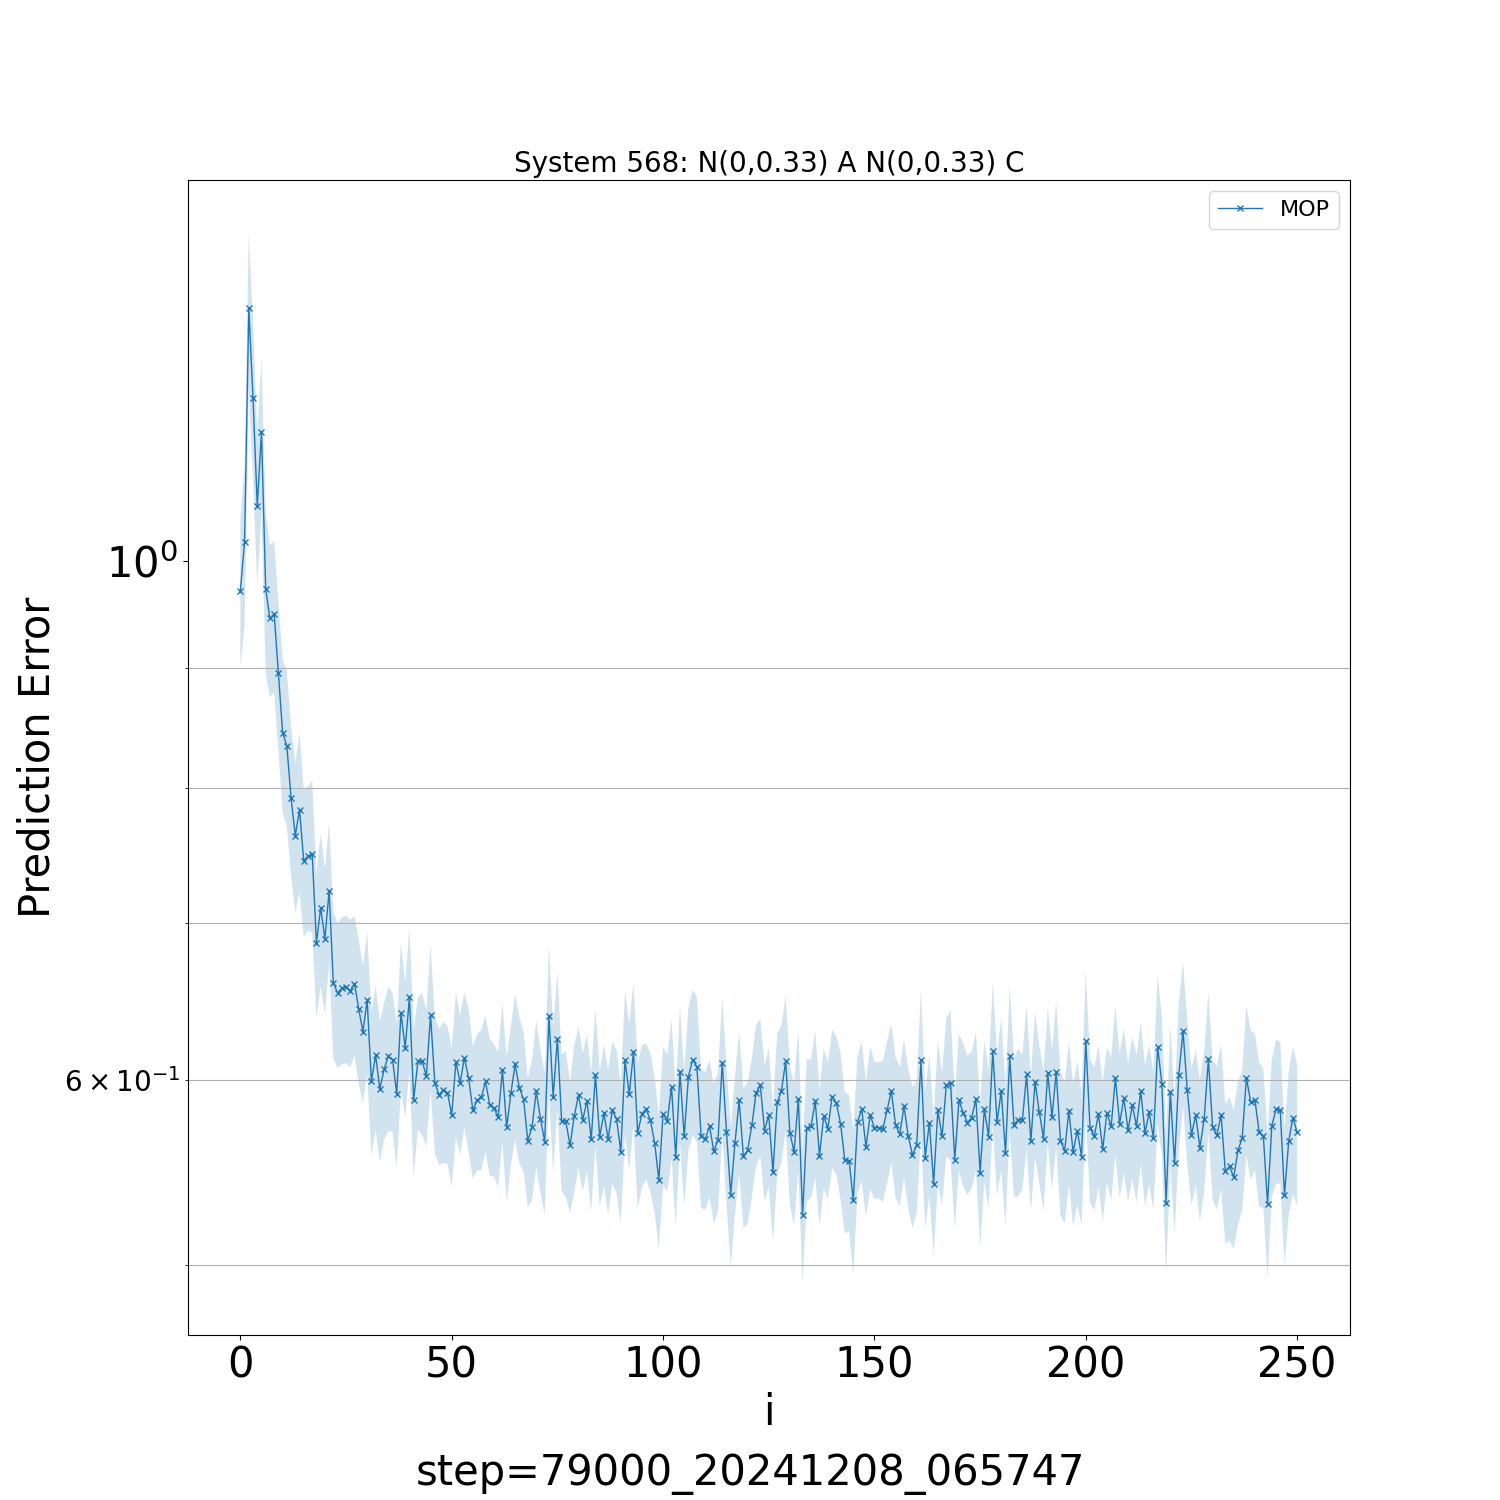 System 568: N(0,0.33) A N(0,0.33) C
MOP
Prediction Error
10⁰
6 × 10⁻¹
0 50 100 150 200 250
i
step=79000_20241208_065747